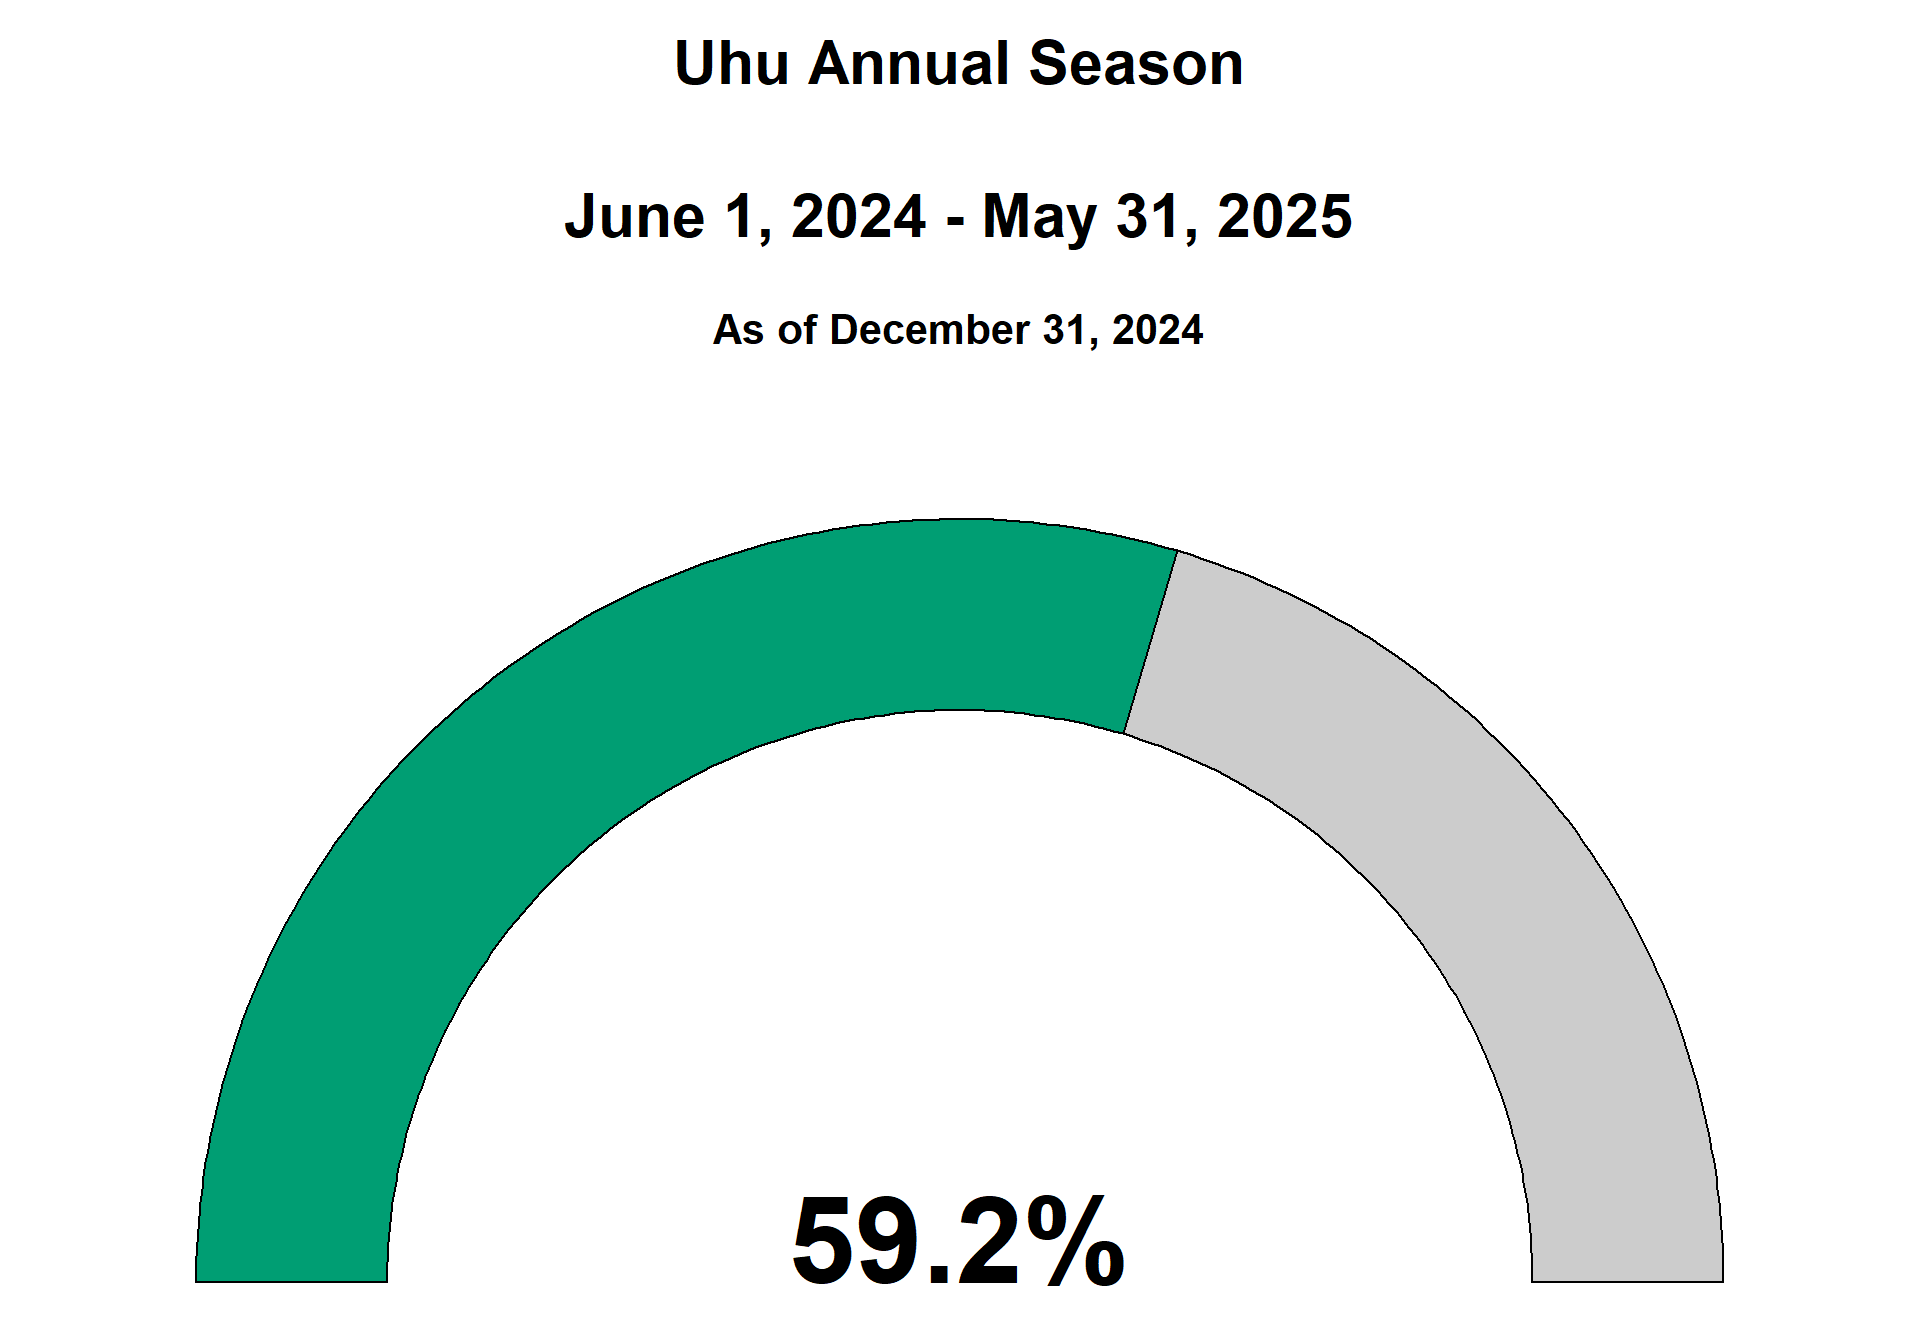 Uhu Annual Season
June 1, 2024 - May 31, 2025
As of December 31, 2024
59.2%